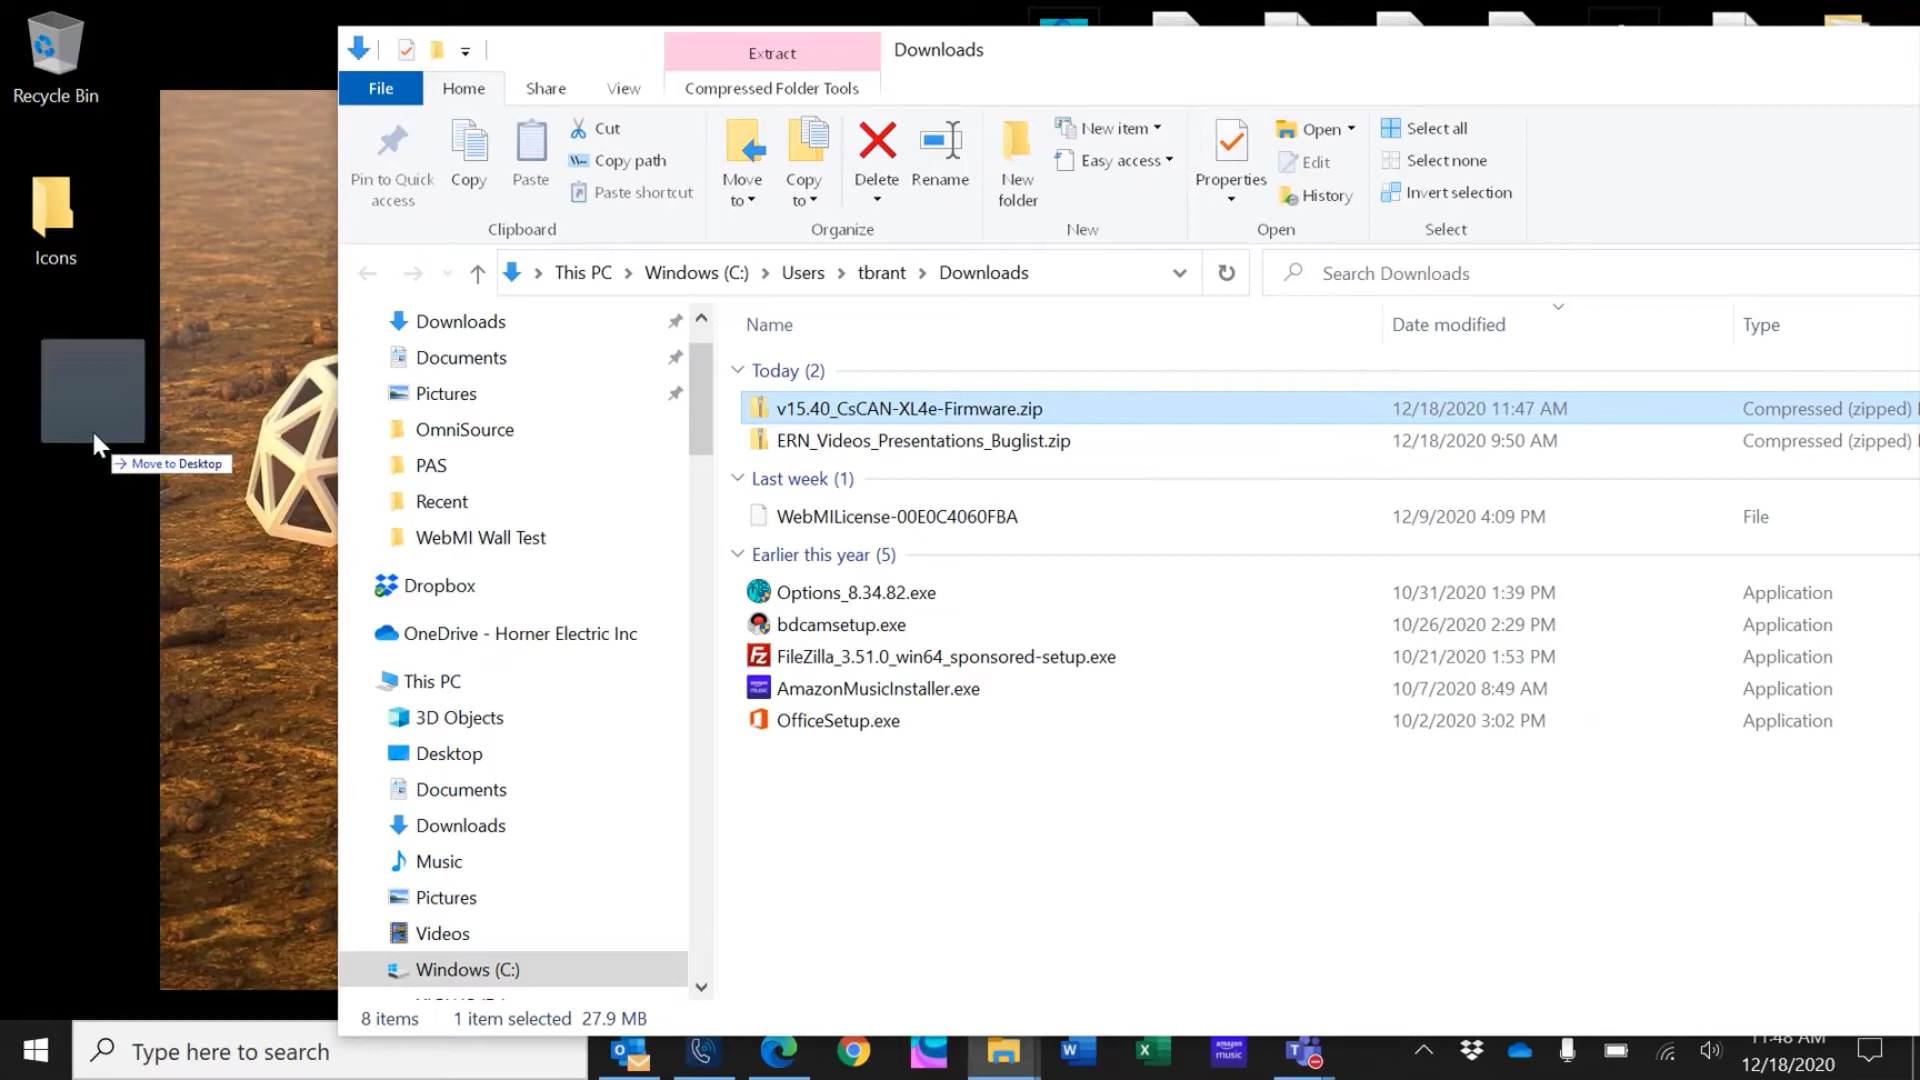 Recycle Bin
Icons
Move to Desktop
Extract
Downloads
File
Home
Share
View
Compressed Folder Tools
Pin to Quick access
Copy
Paste
Cut
Copy path
Paste shortcut
Clipboard
Move to
Copy to
Delete
Rename
Organize
New folder
New item
Easy access
New
Properties
Open
Edit
History
Open
Select all
Select none
Invert selection
Select
This PC
Windows (C:)
Users
tbrant
Downloads
Search Downloads
Downloads
Documents
Pictures
OmniSource
PAS
Recent
WebMI Wall Test
Dropbox
OneDrive - Horner Electric Inc
This PC
3D Objects
Desktop
Documents
Downloads
Music
Pictures
Videos
Windows (C:)
Name Date modified Type
Today (2)
v15.40_CsCAN-XL4e-Firmware.zip 12/18/2020 11:47 AM Compressed (zipped)
ERN_Videos_Presentations_Buglist.zip 12/18/2020 9:50 AM Compressed (zipped)
Last week (1)
WebMILicense-00E0C4060FBA 12/9/2020 4:09 PM File
Earlier this year (5)
Options_8.34.82.exe 10/31/2020 1:39 PM Application
bdcamsetup.exe 10/26/2020 2:29 PM Application
FileZilla_3.51.0_win64_sponsored-setup.exe 10/21/2020 1:53 PM Application
AmazonMusicInstaller.exe 10/7/2020 8:49 AM Application
OfficeSetup.exe 10/2/2020 3:02 PM Application
8 items 1 item selected 27.9 MB
Type here to search
amazon music
11:48 AM
12/18/2020